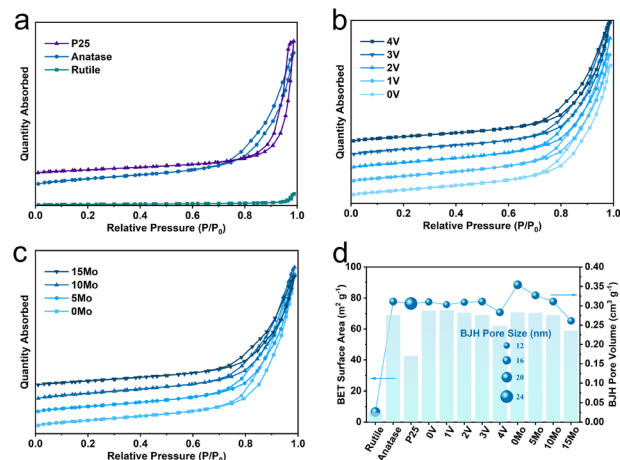 a
P25
Anatase
Rutile
Quantity Absorbed
0.0 0.2 0.4 0.6 0.8 1.0
Relative Pressure (P/P0)
b
4V
3V
2V
1V
0V
Quantity Absorbed
0.0 0.2 0.4 0.6 0.8 1.0
Relative Pressure (P/P0)
c
15Mo
10Mo
5Mo
0Mo
Quantity Absorbed
0.0 0.2 0.4 0.6 0.8 1.0
Relative Pressure (P/P0)
d
100
80
60
40
20
0
BET Surface Area (m² g⁻¹)
BJH Pore Size (nm)
12
16
20
24
0.40
0.35
0.30
0.25
0.20
0.15
0.10
0.05
0.00
BJH Pore Volume (cm³ g⁻¹)
Rutile Anatase P25 0V 1V 2V 3V 4V 0Mo 5Mo 10Mo 15Mo